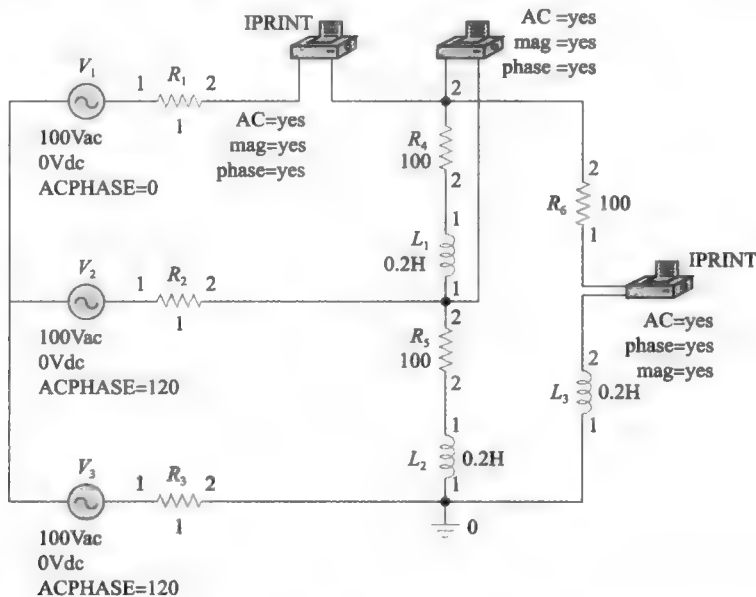 IPRINT
AC =yes
mag =yes
phase =yes
V1
1
R1
2
1
100Vac
0Vdc
ACPHASE=0
AC=yes
mag=yes
phase=yes
2
R4
100
2
1
L1
0.2H
1
2
R6
100
1
IPRINT
AC=yes
phase=yes
mag=yes
V2
1
R2
2
1
100Vac
0Vdc
ACPHASE=120
2
R5
100
2
1
L2
0.2H
1
2
L3
0.2H
1
V3
1
R3
2
1
100Vac
0Vdc
ACPHASE=120
0